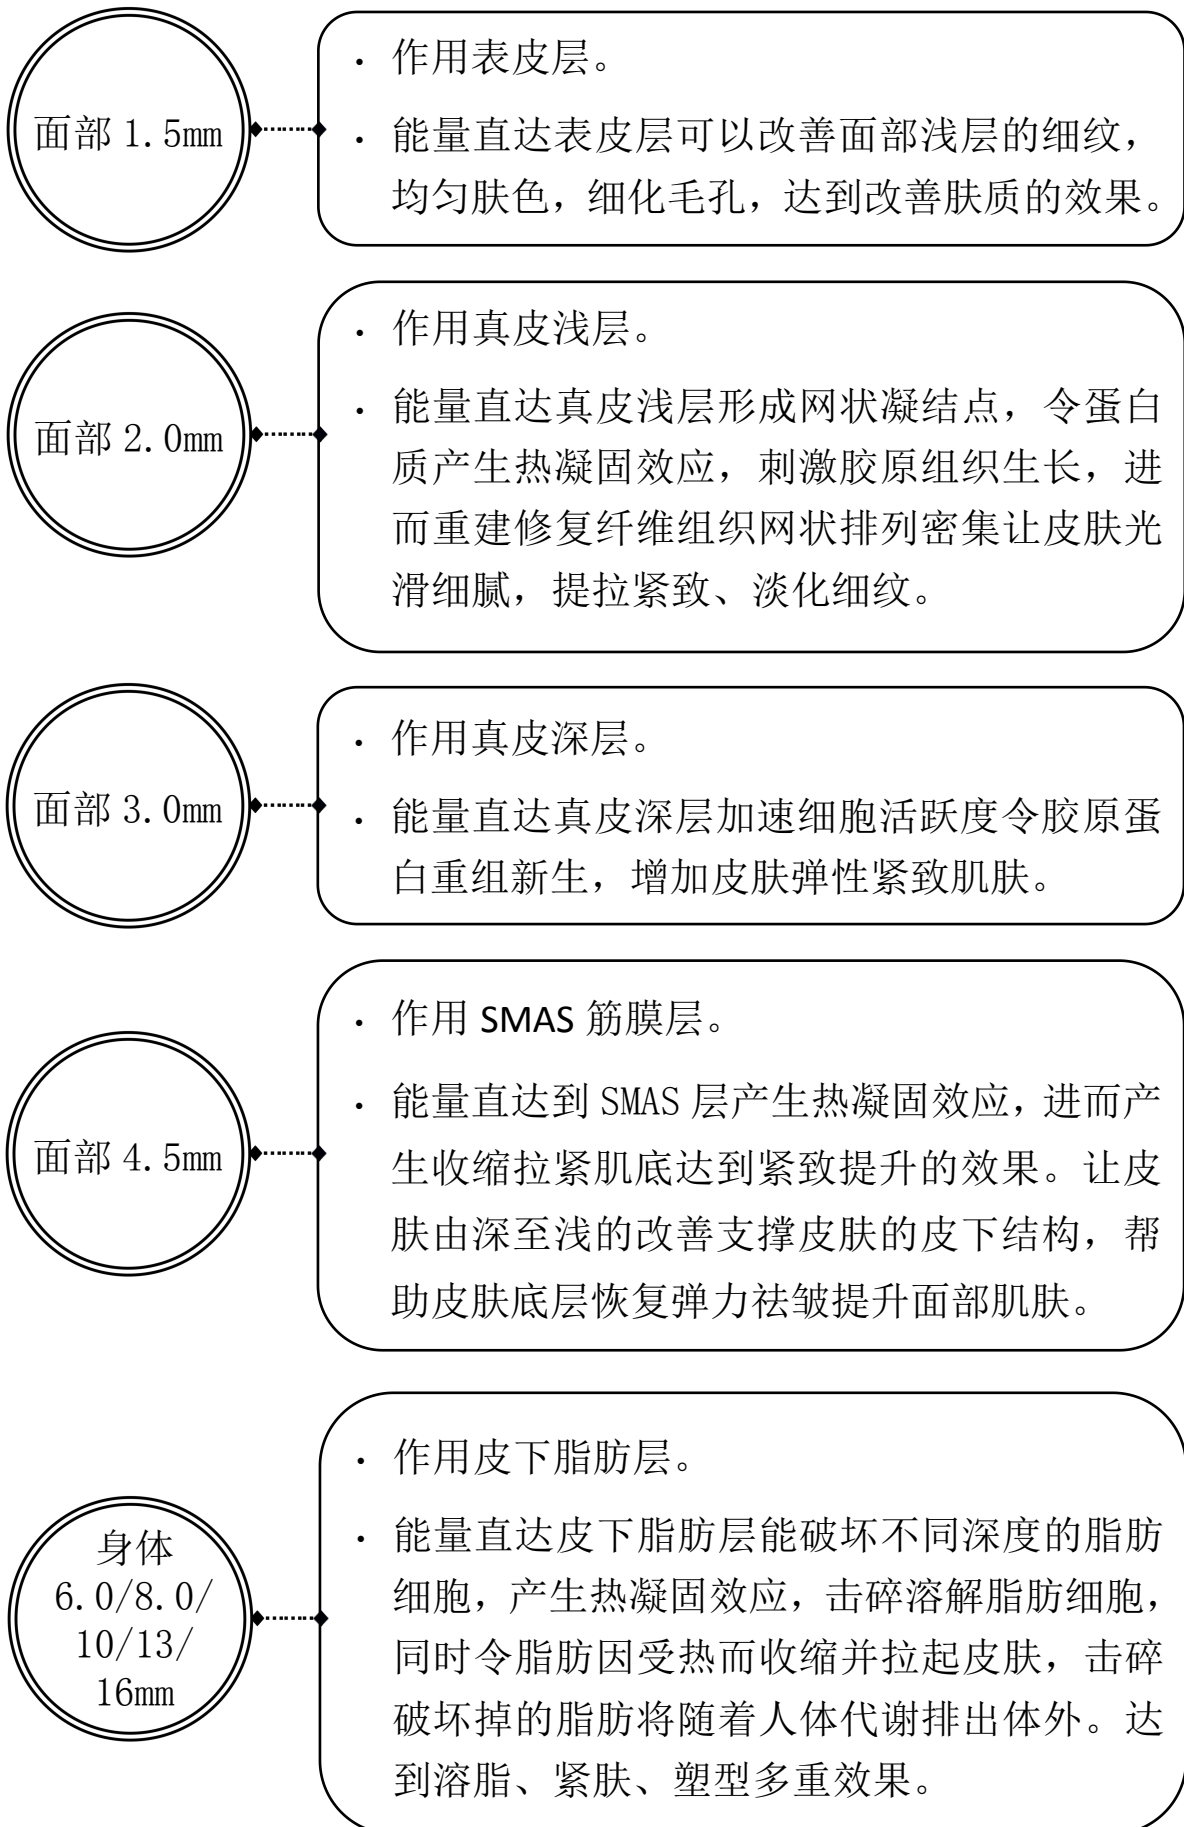 面部 1.5mm
· 作用表皮层。
· 能量直达表皮层可以改善面部浅层的细纹，
均匀肤色，细化毛孔，达到改善肤质的效果。
面部 2.0mm
· 作用真皮浅层。
· 能量直达真皮浅层形成网状凝结点，令蛋白
质产生热凝固效应，刺激胶原组织生长，进
而重建修复纤维组织网状排列密集让皮肤光
滑细腻，提拉紧致、淡化细纹。
面部 3.0mm
· 作用真皮深层。
· 能量直达真皮深层加速细胞活跃度令胶原蛋
白重组新生，增加皮肤弹性紧致肌肤。
面部 4.5mm
· 作用 SMAS 筋膜层。
· 能量直达到 SMAS 层产生热凝固效应，进而产
生收缩拉紧肌底达到紧致提升的效果。让皮
肤由深至浅的改善支撑皮肤的皮下结构，帮
助皮肤底层恢复弹力祛皱提升面部肌肤。
身体
6.0/8.0/
10/13/
16mm
· 作用皮下脂肪层。
· 能量直达皮下脂肪层能破坏不同深度的脂肪
细胞，产生热凝固效应，击碎溶解脂肪细胞，
同时令脂肪因受热而收缩并拉起皮肤，击碎
破坏掉的脂肪将随着人体代谢排出体外。达
到溶脂、紧肤、塑型多重效果。